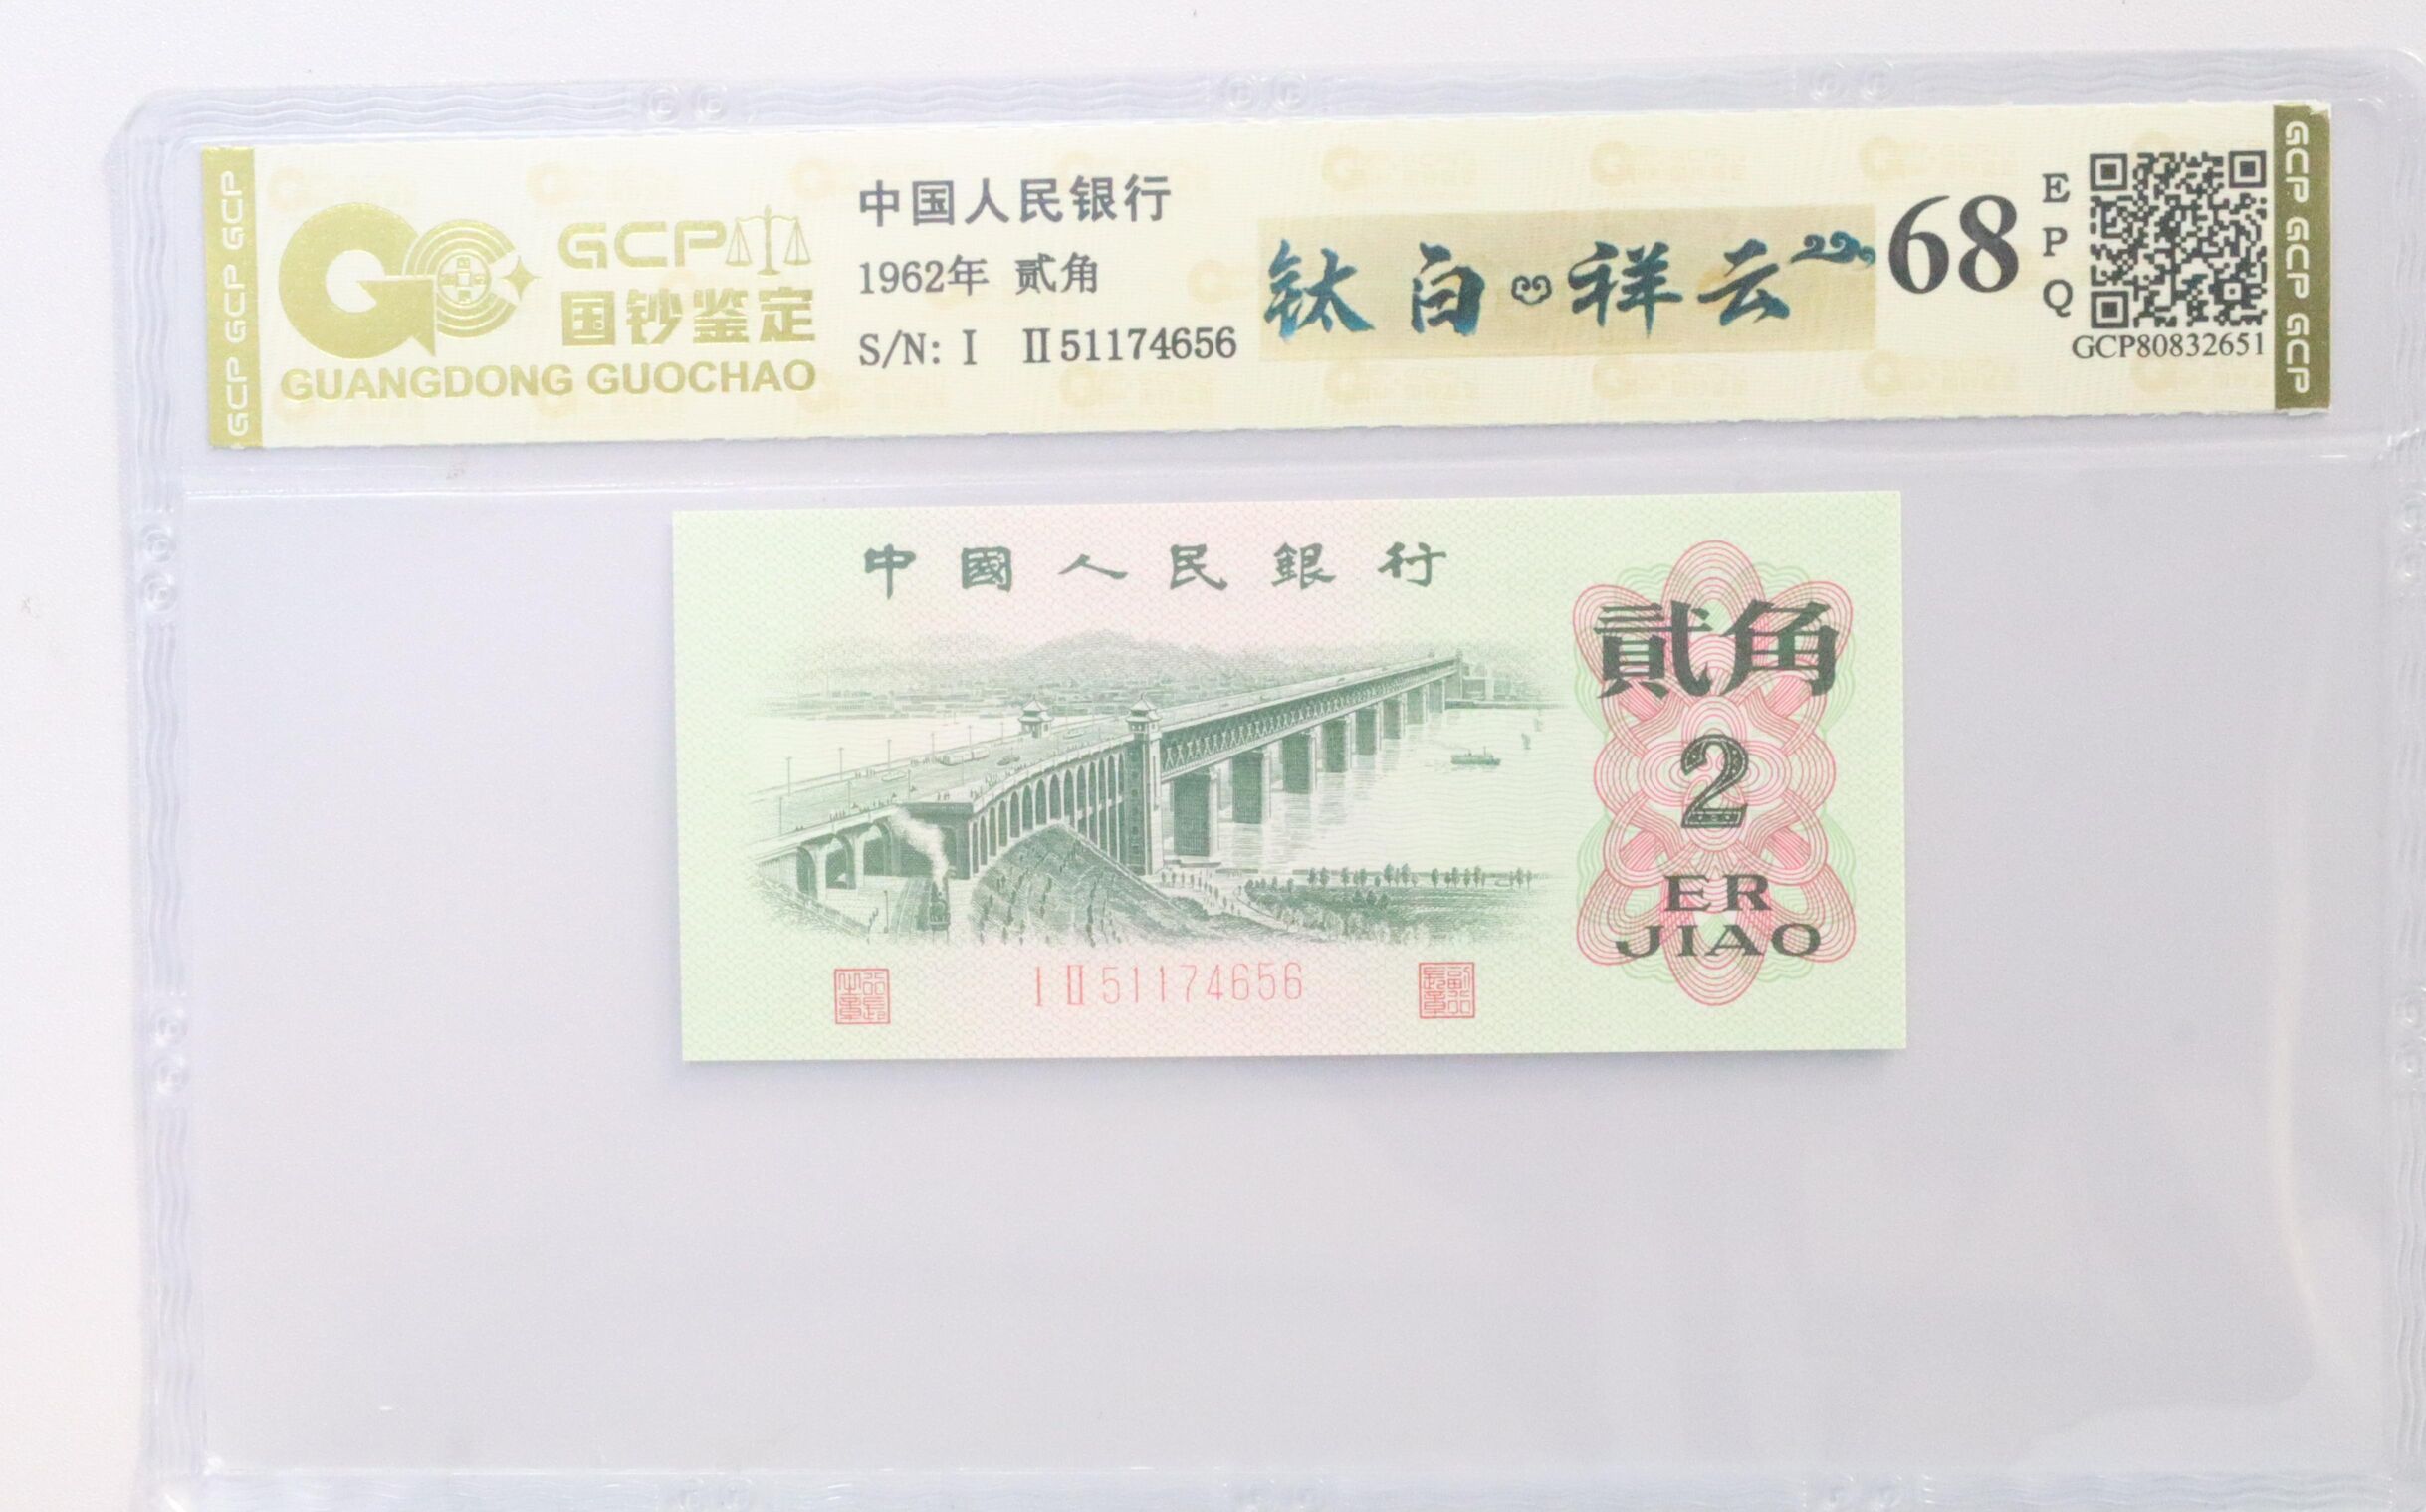 GCP GCP GCP
GCP
国钞鉴定
GUANGDONG GUOCHAO
中国人民银行
1962年 贰角
S/N: I II51174656
钛白祥云
68
EPQ
GCP80832651
GCP GCP GCP
中國人民銀行
貳角
2
ER
JIAO
I II 51174656